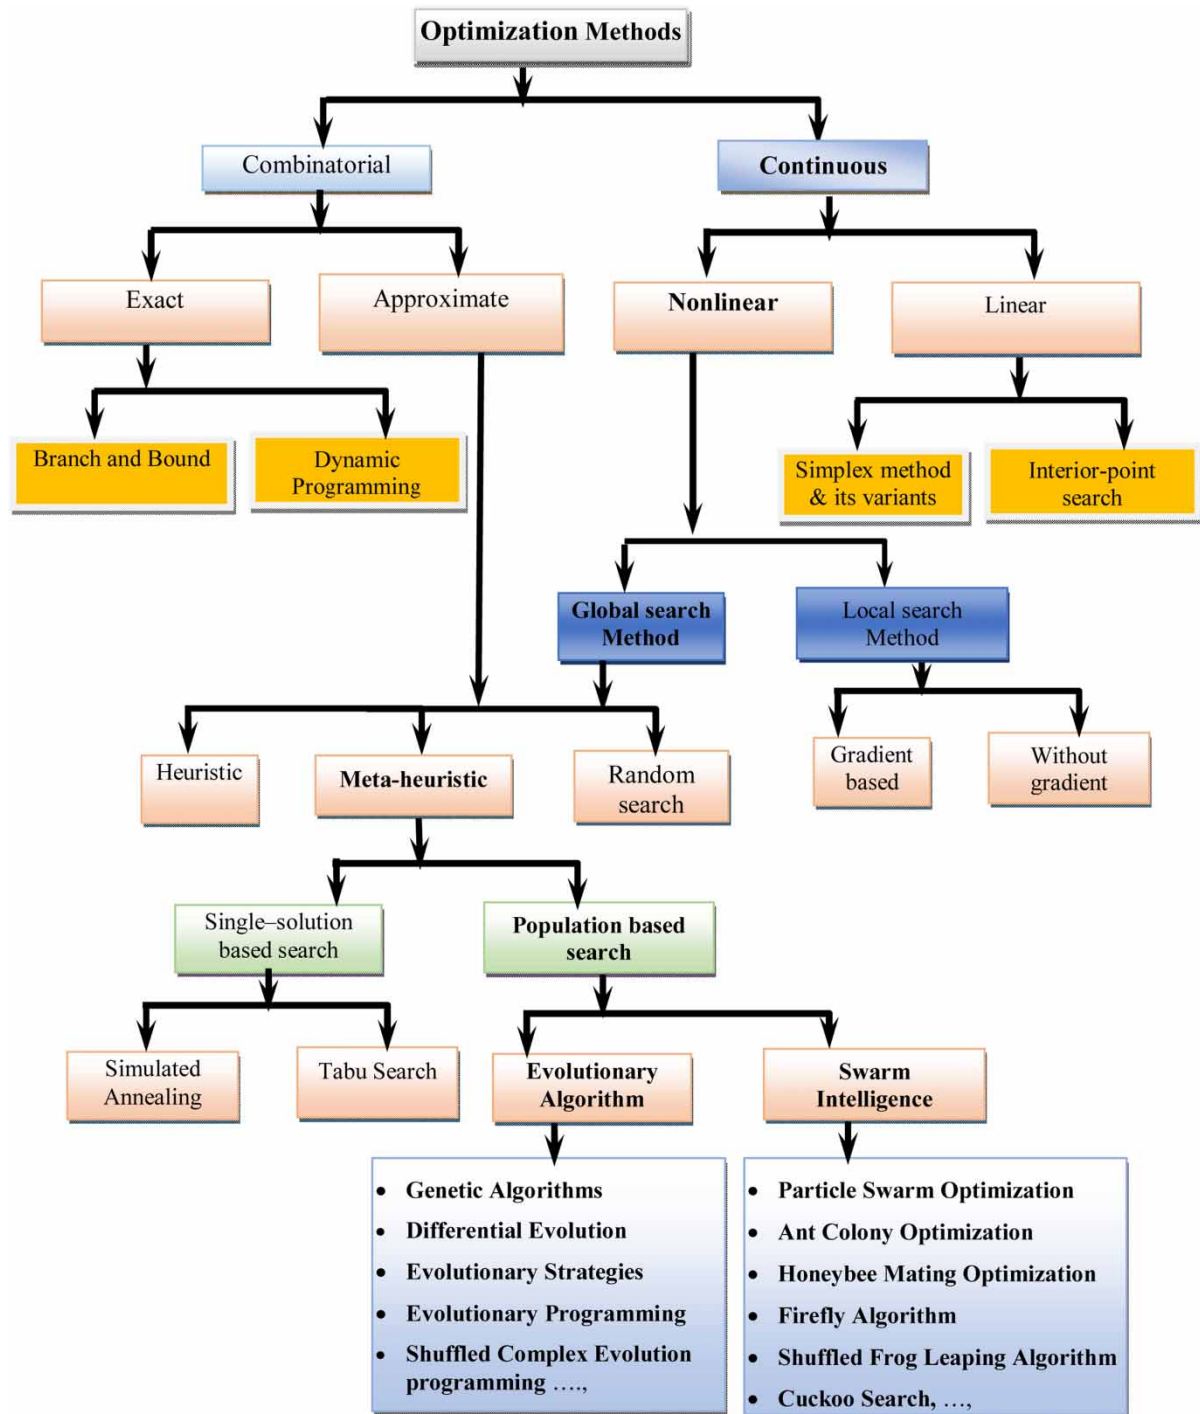 Optimization Methods
Combinatorial
Continuous
Exact
Approximate
Nonlinear
Linear
Branch and Bound
Dynamic
Programming
Simplex method
& its variants
Interior-point
search
Global search
Method
Local search
Method
Heuristic
Meta-heuristic
Random
search
Gradient
based
Without
gradient
Single–solution
based search
Population based
search
Simulated
Annealing
Tabu Search
Evolutionary
Algorithm
Swarm
Intelligence
• Genetic Algorithms
• Differential Evolution
• Evolutionary Strategies
• Evolutionary Programming
• Shuffled Complex Evolution
programming ….,
• Particle Swarm Optimization
• Ant Colony Optimization
• Honeybee Mating Optimization
• Firefly Algorithm
• Shuffled Frog Leaping Algorithm
• Cuckoo Search, …,